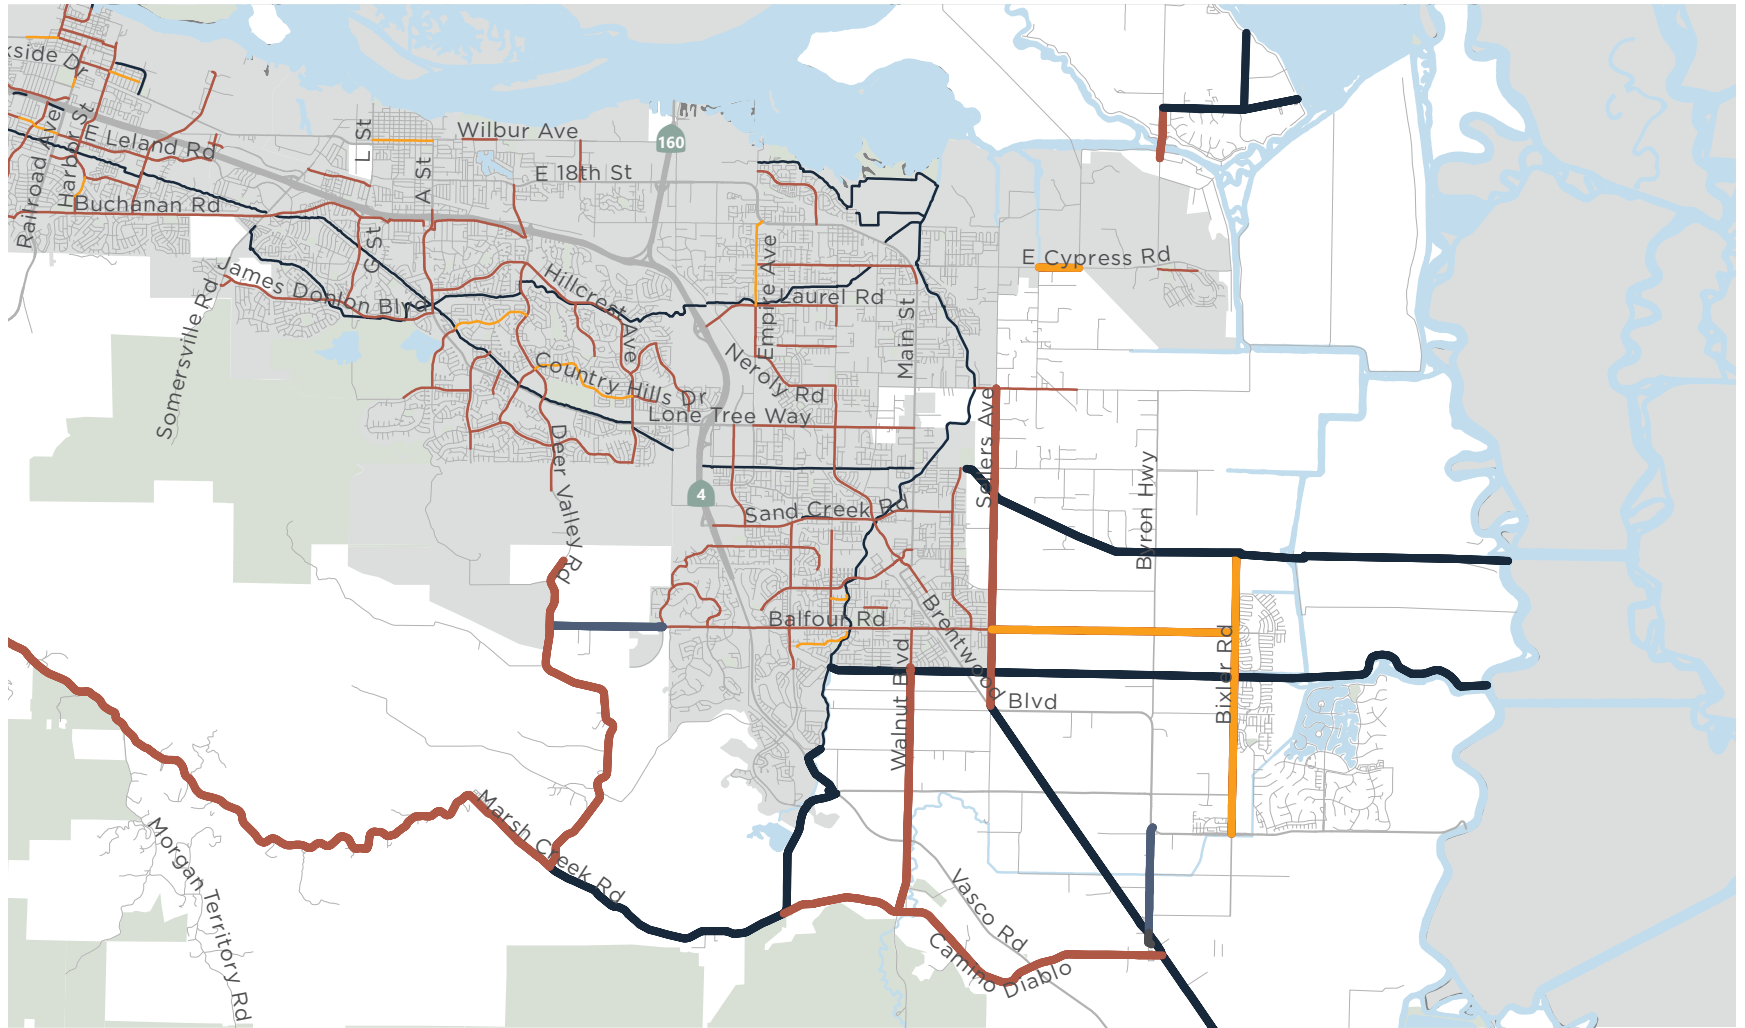 kside Dr
Railroad Ave
Harbor St
E Leland Rd
L St
A St
Wilbur Ave
160
E 18th St
Buchanan Rd
G St
James Donlon Blvd
Somersville Rd
Hillcrest Ave
Empire Ave
Laurel Rd
Main St
E Cypress Rd
Neroly Rd
Country Hills Dr
Lone Tree Way
Deer Valley Rd
4
Sand Creek Rd
Sellers Ave
Byron Hwy
Balfour Rd
Brentwood Blvd
Walnut Blvd
Bixler Rd
Marsh Creek Rd
Morgan Territory Rd
Vasco Rd
Camino Diablo